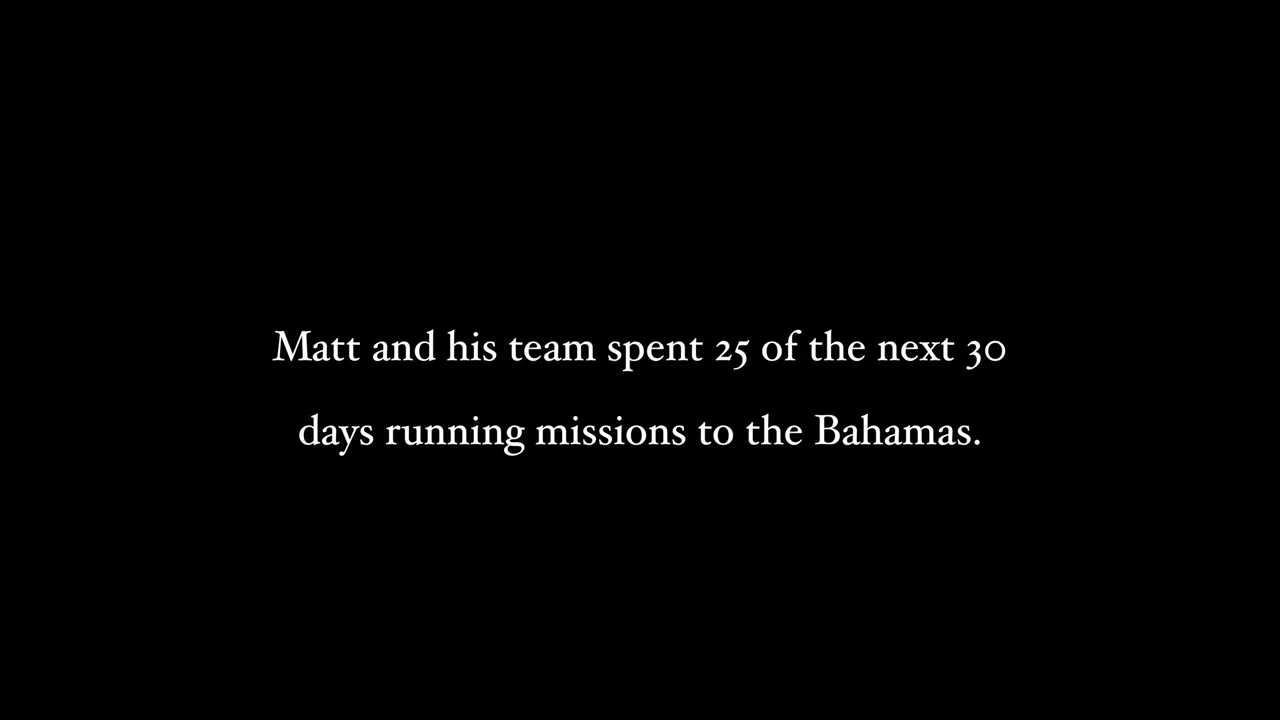 Matt and his team spent 25 of the next 30
days running missions to the Bahamas.